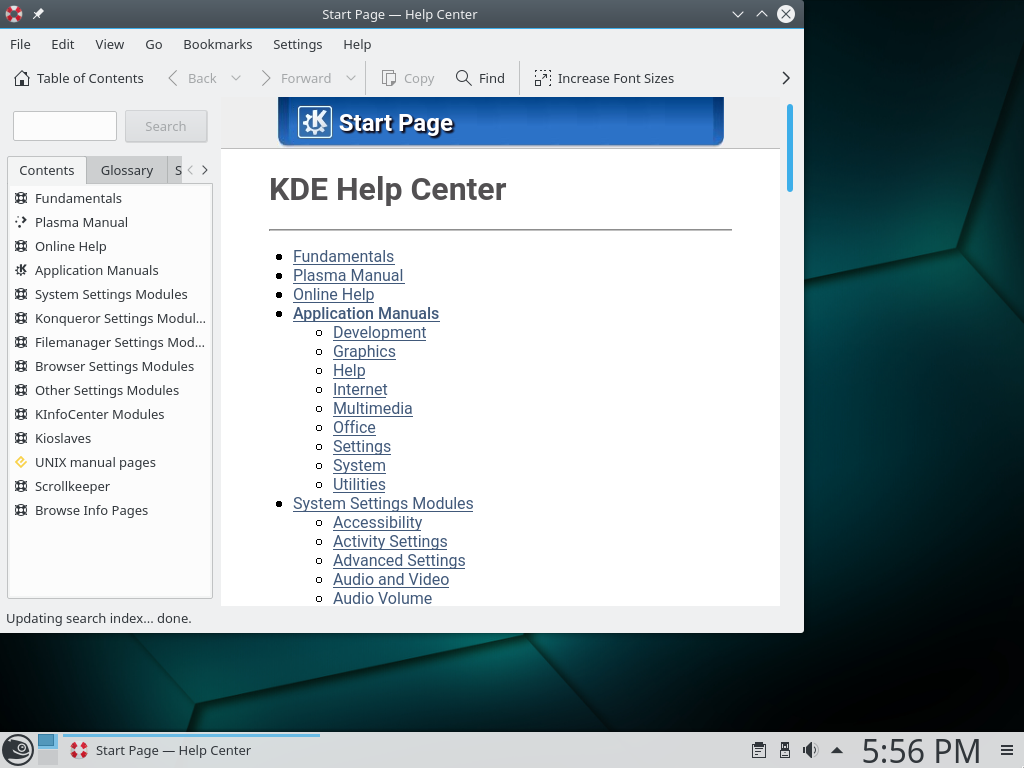 Start Page — Help Center
File Edit View Go Bookmarks Settings Help
Table of Contents Back Forward Copy Find Increase Font Sizes
Search
Contents Glossary S
Fundamentals
Plasma Manual
Online Help
Application Manuals
System Settings Modules
Konqueror Settings Modul...
Filemanager Settings Mod...
Browser Settings Modules
Other Settings Modules
KInfoCenter Modules
Kioslaves
UNIX manual pages
Scrollkeeper
Browse Info Pages
Start Page
KDE Help Center
Fundamentals
Plasma Manual
Online Help
Application Manuals
Development
Graphics
Help
Internet
Multimedia
Office
Settings
System
Utilities
System Settings Modules
Accessibility
Activity Settings
Advanced Settings
Audio and Video
Audio Volume
Updating search index... done.
Start Page — Help Center
5:56 PM